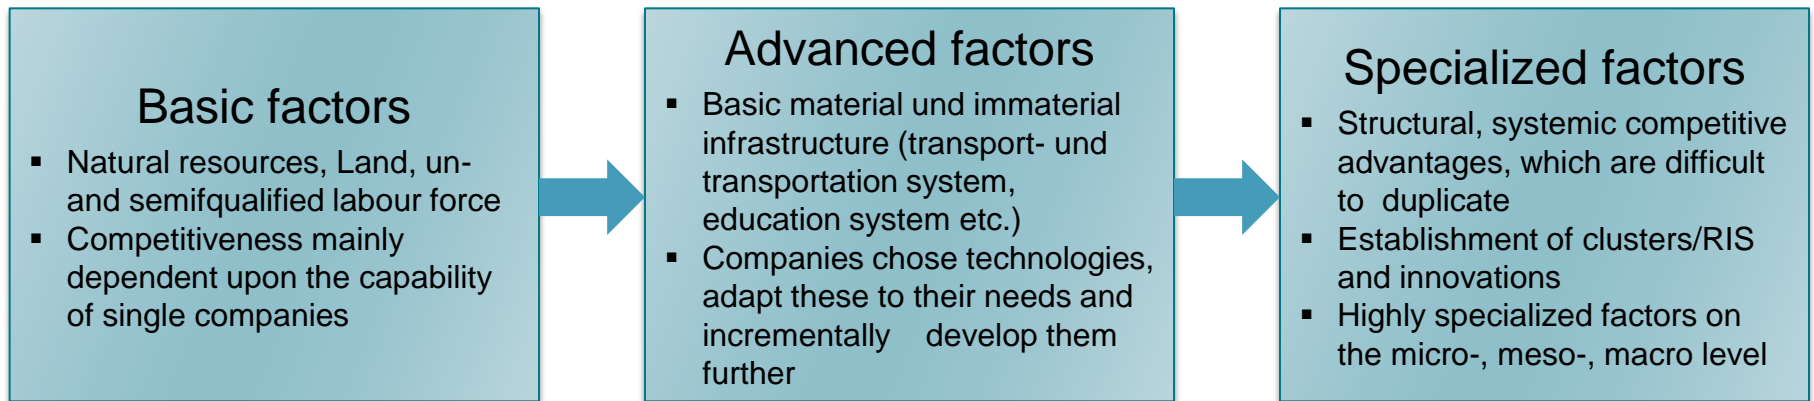 Basic factors
▪ Natural resources, Land, un-
and semifqualified labour force
▪ Competitiveness mainly
dependent upon the capability
of single companies
Advanced factors
▪ Basic material und immaterial
infrastructure (transport- und
transportation system,
education system etc.)
▪ Companies chose technologies,
adapt these to their needs and
incrementally develop them
further
Specialized factors
▪ Structural, systemic competitive
advantages, which are difficult
to duplicate
▪ Establishment of clusters/RIS
and innovations
▪ Highly specialized factors on
the micro-, meso-, macro level